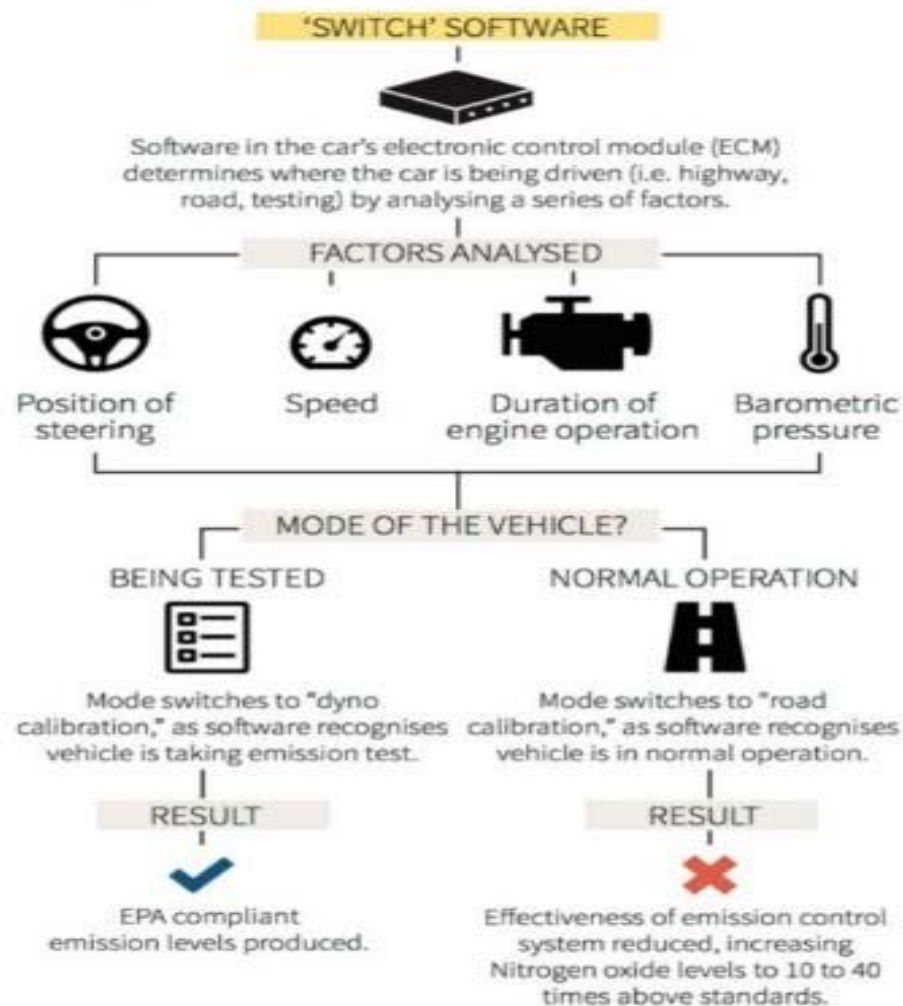 ‘SWITCH’ SOFTWARE
Software in the car’s electronic control module (ECM)
determines where the car is being driven (i.e. highway,
road, testing) by analysing a series of factors.
FACTORS ANALYSED
Position of
steering
Speed
Duration of
engine operation
Barometric
pressure
MODE OF THE VEHICLE?
BEING TESTED
Mode switches to “dyno
calibration,” as software recognises
vehicle is taking emission test.
RESULT
EPA compliant
emission levels produced.
NORMAL OPERATION
Mode switches to “road
calibration,” as software recognises
vehicle is in normal operation.
RESULT
Effectiveness of emission control
system reduced, increasing
Nitrogen oxide levels to 10 to 40
times above standards.